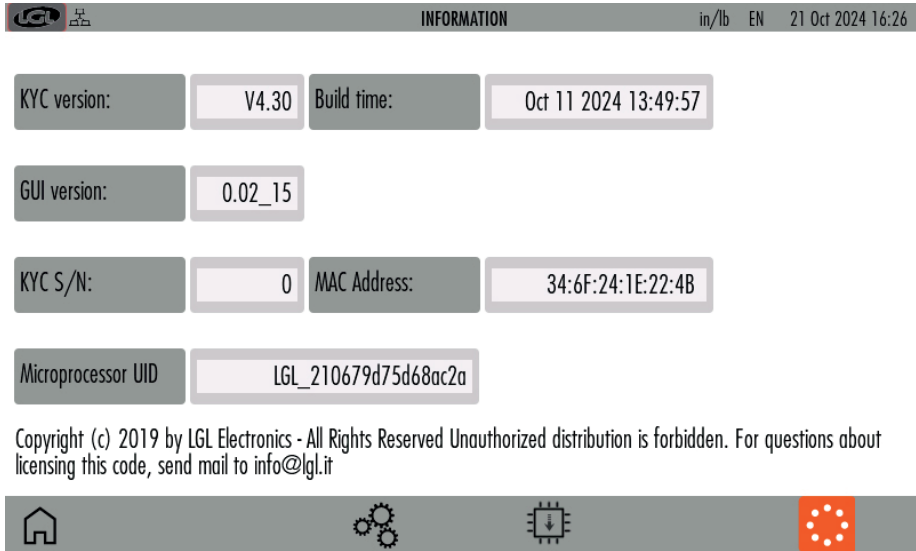 LGL INFORMATION in/lb EN 21 Oct 2024 16:26
KYC version: V4.30 Build time: Oct 11 2024 13:49:57
GUI version: 0.02_15
KYC S/N: 0 MAC Address: 34:6F:24:1E:22:4B
Microprocessor UID LGL_210679d75d68ac2a
Copyright (c) 2019 by LGL Electronics - All Rights Reserved Unauthorized distribution is forbidden. For questions about
licensing this code, send mail to info@lgl.it